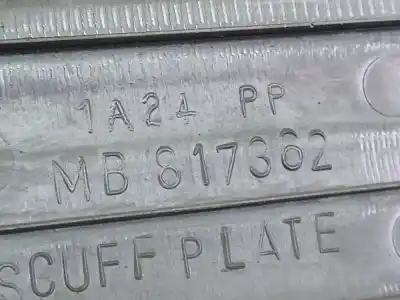 1A24 PP
MB 817362
SCUFF PLATE